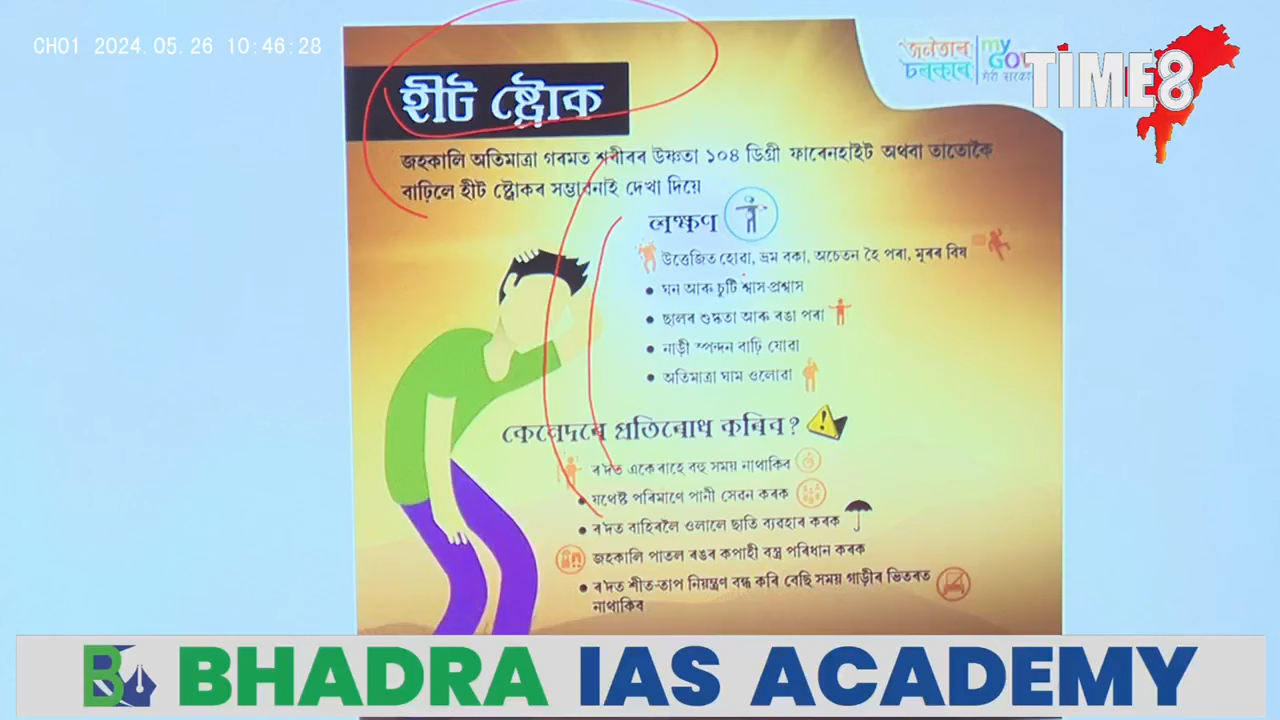 CH01 2024.05.26 10:46:28
জনতাৰ
চৰকাৰ
my
TIME8
হীট ষ্ট্ৰোক
জহকালি অতিমাত্ৰা গৰমত শৰীৰৰ উষ্ণতা ১০৪ ডিগ্ৰী ফাৰেনহাইট অথবা তাতোকৈ
বাঢ়িলে হীট ষ্ট্ৰোকৰ সম্ভাৱনাই দেখা দিয়ে
লক্ষণ
উত্তেজিত হোৱা, ভ্ৰম বকা, অচেতন হৈ পৰা, মূৰৰ বিষ
• ঘন আৰু চুটি শ্বাস-প্ৰশ্বাস
• ছালৰ শুষ্কতা আৰু ৰঙা পৰা
• নাড়ী স্পন্দন বাঢ়ি যোৱা
• অতিমাত্ৰা ঘাম ওলোৱা
কেনেদৰে প্ৰতিৰোধ কৰিব?
ৰ'দত একেৰাহে বহু সময় নাথাকিব
• যথেষ্ট পৰিমাণে পানী সেৱন কৰক
• ৰ'দত বাহিৰলৈ ওলালে ছাতি ব্যৱহাৰ কৰক
জহকালি পাতল ৰঙৰ কপাহী বস্ত্ৰ পৰিধান কৰক
• ৰ'দত শীত-তাপ নিয়ন্ত্ৰণ বন্ধ কৰি বেছি সময় গাড়ীৰ ভিতৰত
নাথাকিব
BHADRA IAS ACADEMY